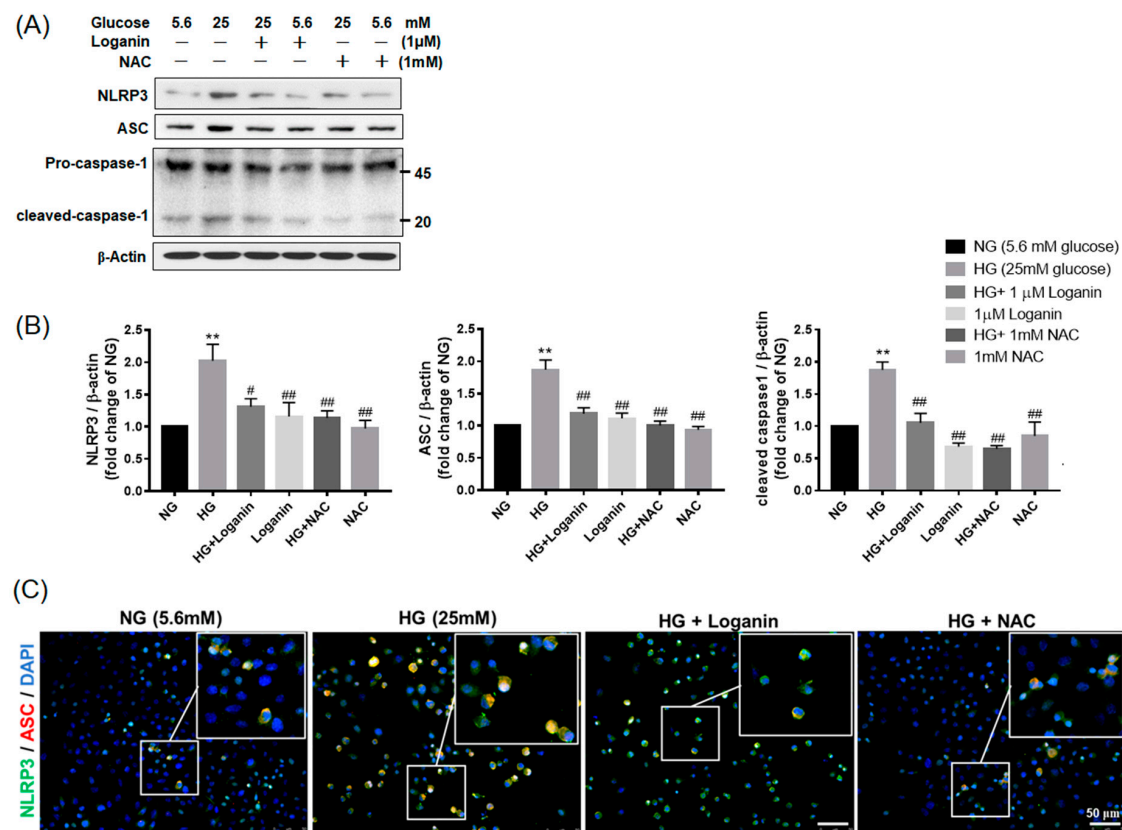 (A)
Glucose 5.6 25 25 5.6 25 5.6 mM
Loganin − − + + − − (1μM)
NAC − − − − + + (1mM)
NLRP3
ASC
Pro-caspase-1
45
cleaved-caspase-1
20
β-Actin
NG (5.6 mM glucose)
HG (25mM glucose)
HG+ 1 μM Loganin
1μM Loganin
HG+ 1mM NAC
1mM NAC
(B)
NLRP3 / β-actin
(fold change of NG)
2.5
2.0
1.5
1.0
0.5
0.0
** # ## ## ##
NG HG HG+Loganin Loganin HG+NAC NAC
ASC / β-actin
(fold change of NG)
2.5
2.0
1.5
1.0
0.5
0.0
** ## ## ## ##
NG HG HG+Loganin Loganin HG+NAC NAC
cleaved caspase1 / β-actin
(fold change of NG)
2.5
2.0
1.5
1.0
0.5
0.0
** ## ## ## ##
NG HG HG+Loganin Loganin HG+NAC NAC
(C)
NG (5.6mM) HG (25mM) HG + Loganin HG + NAC
NLRP3 / ASC / DAPI
50 μm